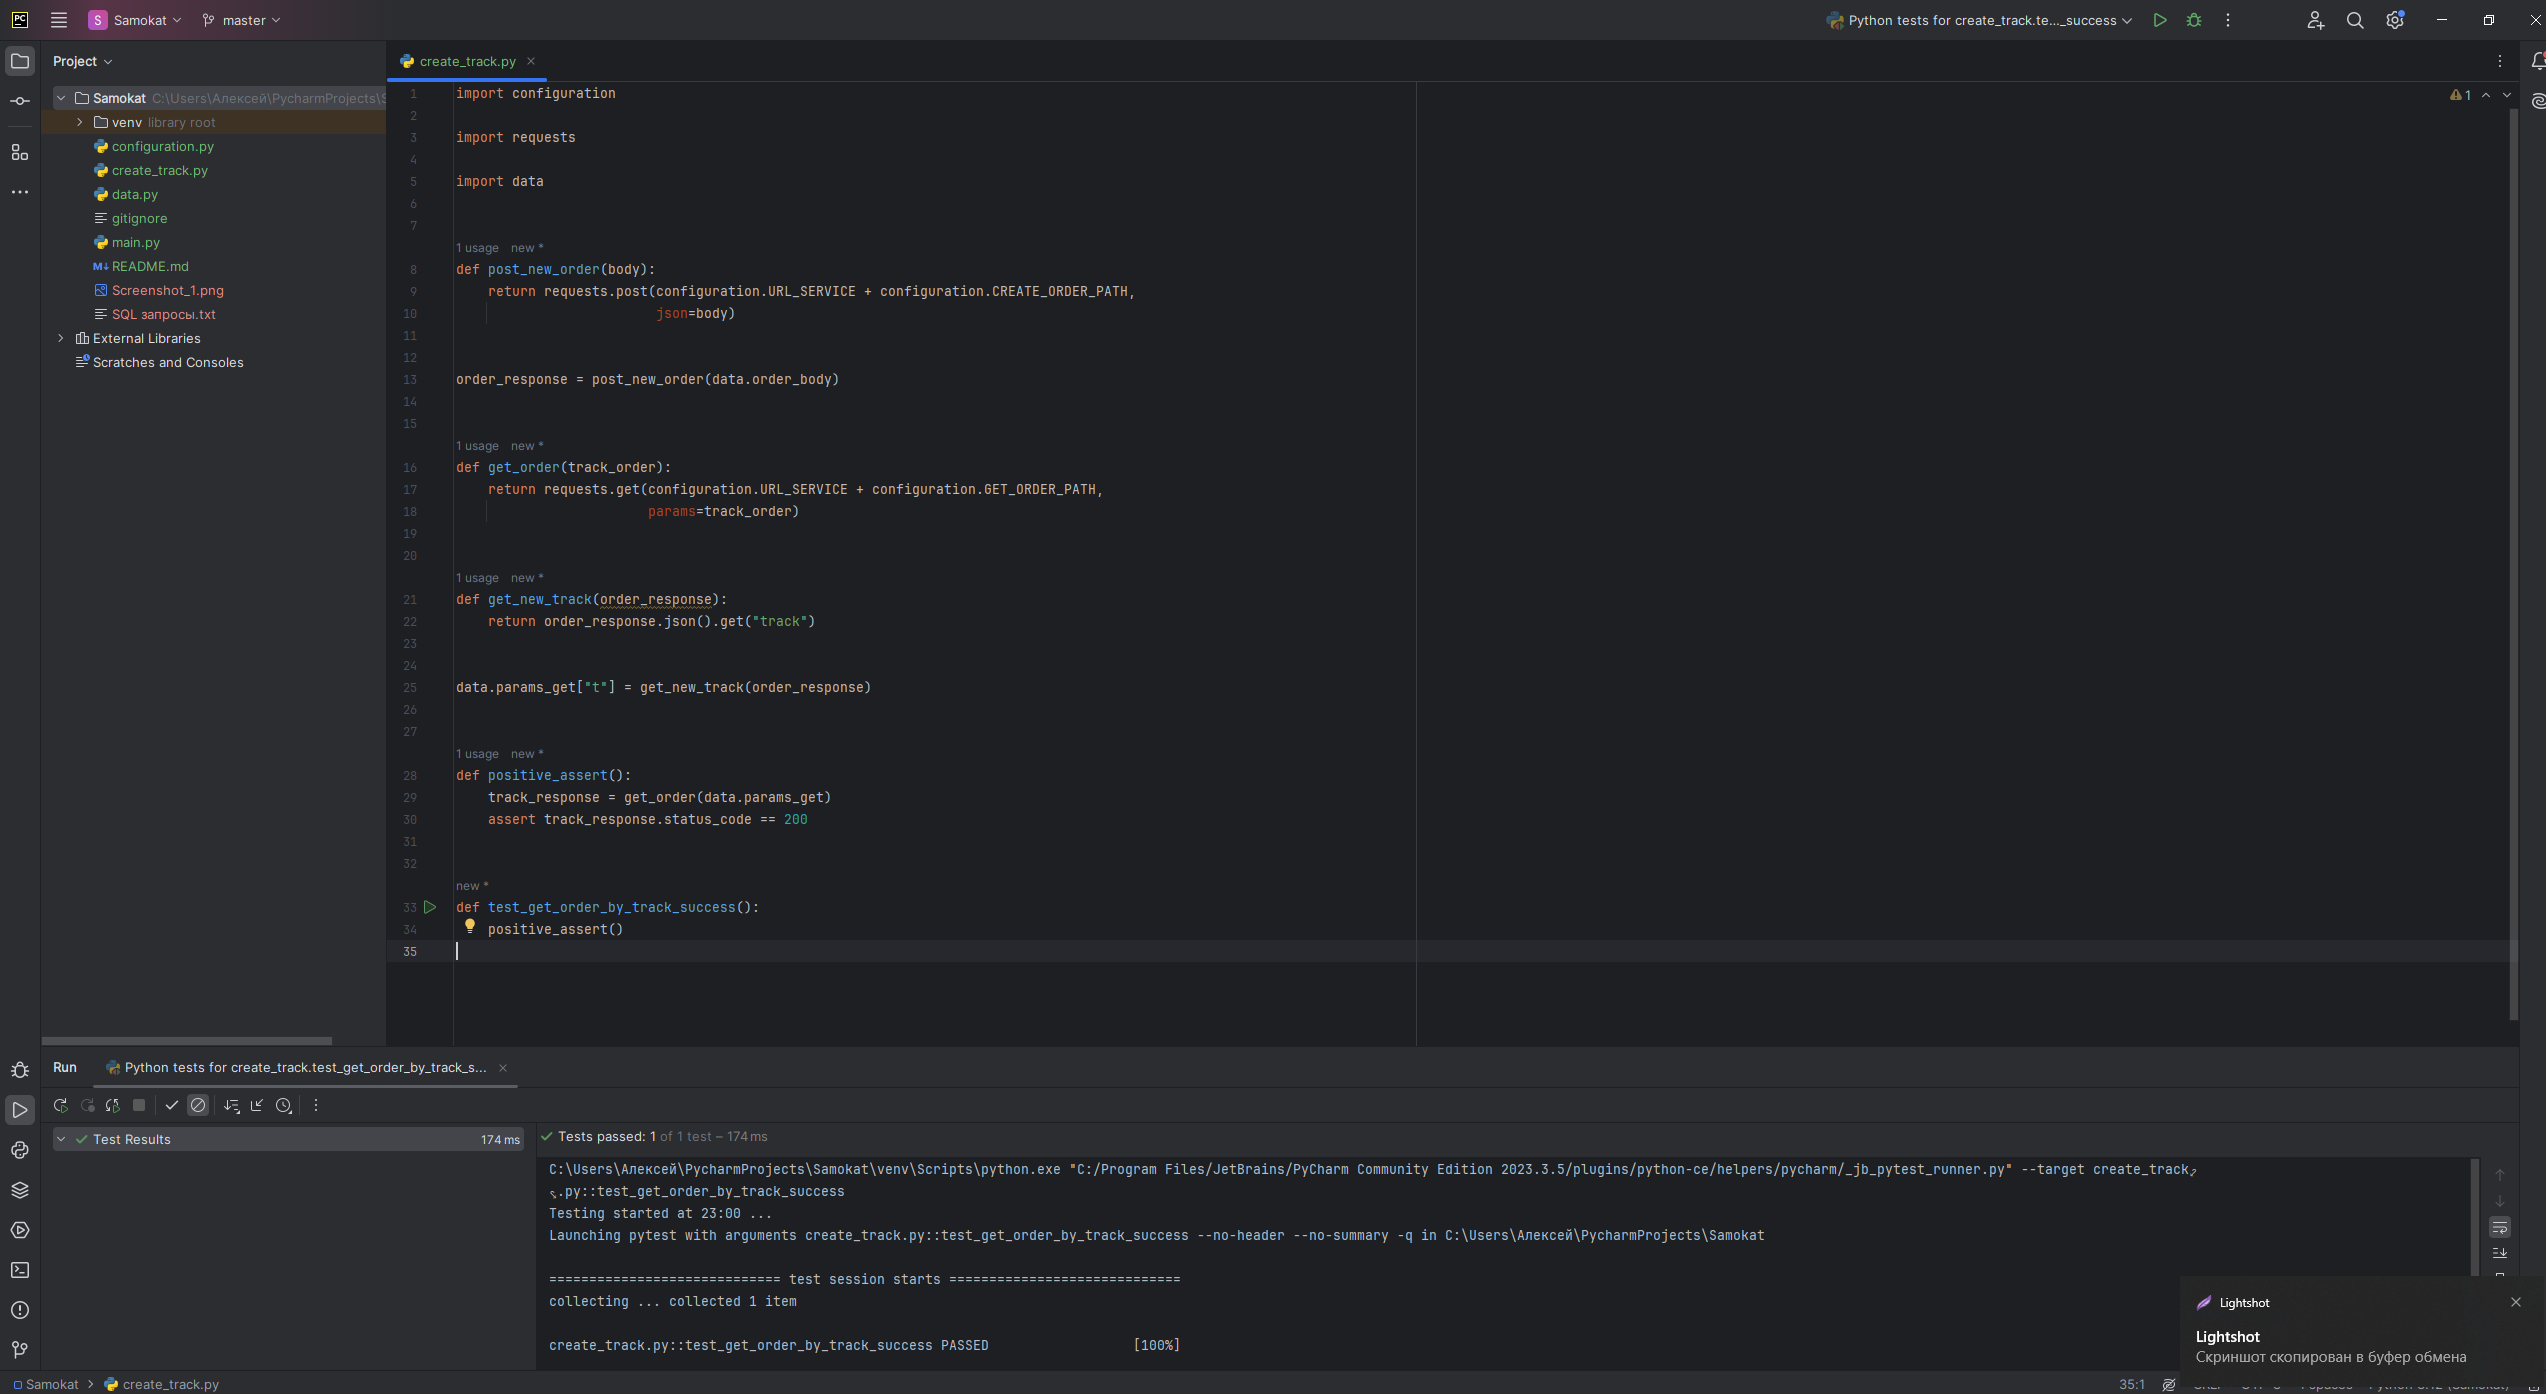 Samokat
master
Python tests for create_track.te..._success
Project
create_track.py
Samokat C:\Users\Алексей\PycharmProjects\S
venv library root
configuration.py
create_track.py
data.py
gitignore
main.py
README.md
Screenshot_1.png
SQL запросы.txt
External Libraries
Scratches and Consoles
1
1 import configuration
2
3 import requests
4
5 import data
6
7
1 usage new *
8 def post_new_order(body):
9 return requests.post(configuration.URL_SERVICE + configuration.CREATE_ORDER_PATH,
10 json=body)
11
12
13 order_response = post_new_order(data.order_body)
14
15
1 usage new *
16 def get_order(track_order):
17 return requests.get(configuration.URL_SERVICE + configuration.GET_ORDER_PATH,
18 params=track_order)
19
20
1 usage new *
21 def get_new_track(order_response):
22 return order_response.json().get("track")
23
24
25 data.params_get["t"] = get_new_track(order_response)
26
27
1 usage new *
28 def positive_assert():
29 track_response = get_order(data.params_get)
30 assert track_response.status_code == 200
31
32
new *
33 def test_get_order_by_track_success():
34 positive_assert()
35
Run
Python tests for create_track.test_get_order_by_track_s...
Test Results 174 ms
Tests passed: 1 of 1 test – 174 ms
C:\Users\Алексей\PycharmProjects\Samokat\venv\Scripts\python.exe "C:/Program Files/JetBrains/PyCharm Community Edition 2023.3.5/plugins/python-ce/helpers/pycharm/_jb_pytest_runner.py" --target create_track
.py::test_get_order_by_track_success
Testing started at 23:00 ...
Launching pytest with arguments create_track.py::test_get_order_by_track_success --no-header --no-summary -q in C:\Users\Алексей\PycharmProjects\Samokat
============================= test session starts =============================
collecting ... collected 1 item
create_track.py::test_get_order_by_track_success PASSED [100%]
Lightshot
Lightshot
Скриншот скопирован в буфер обмена
Samokat
create_track.py
35:1